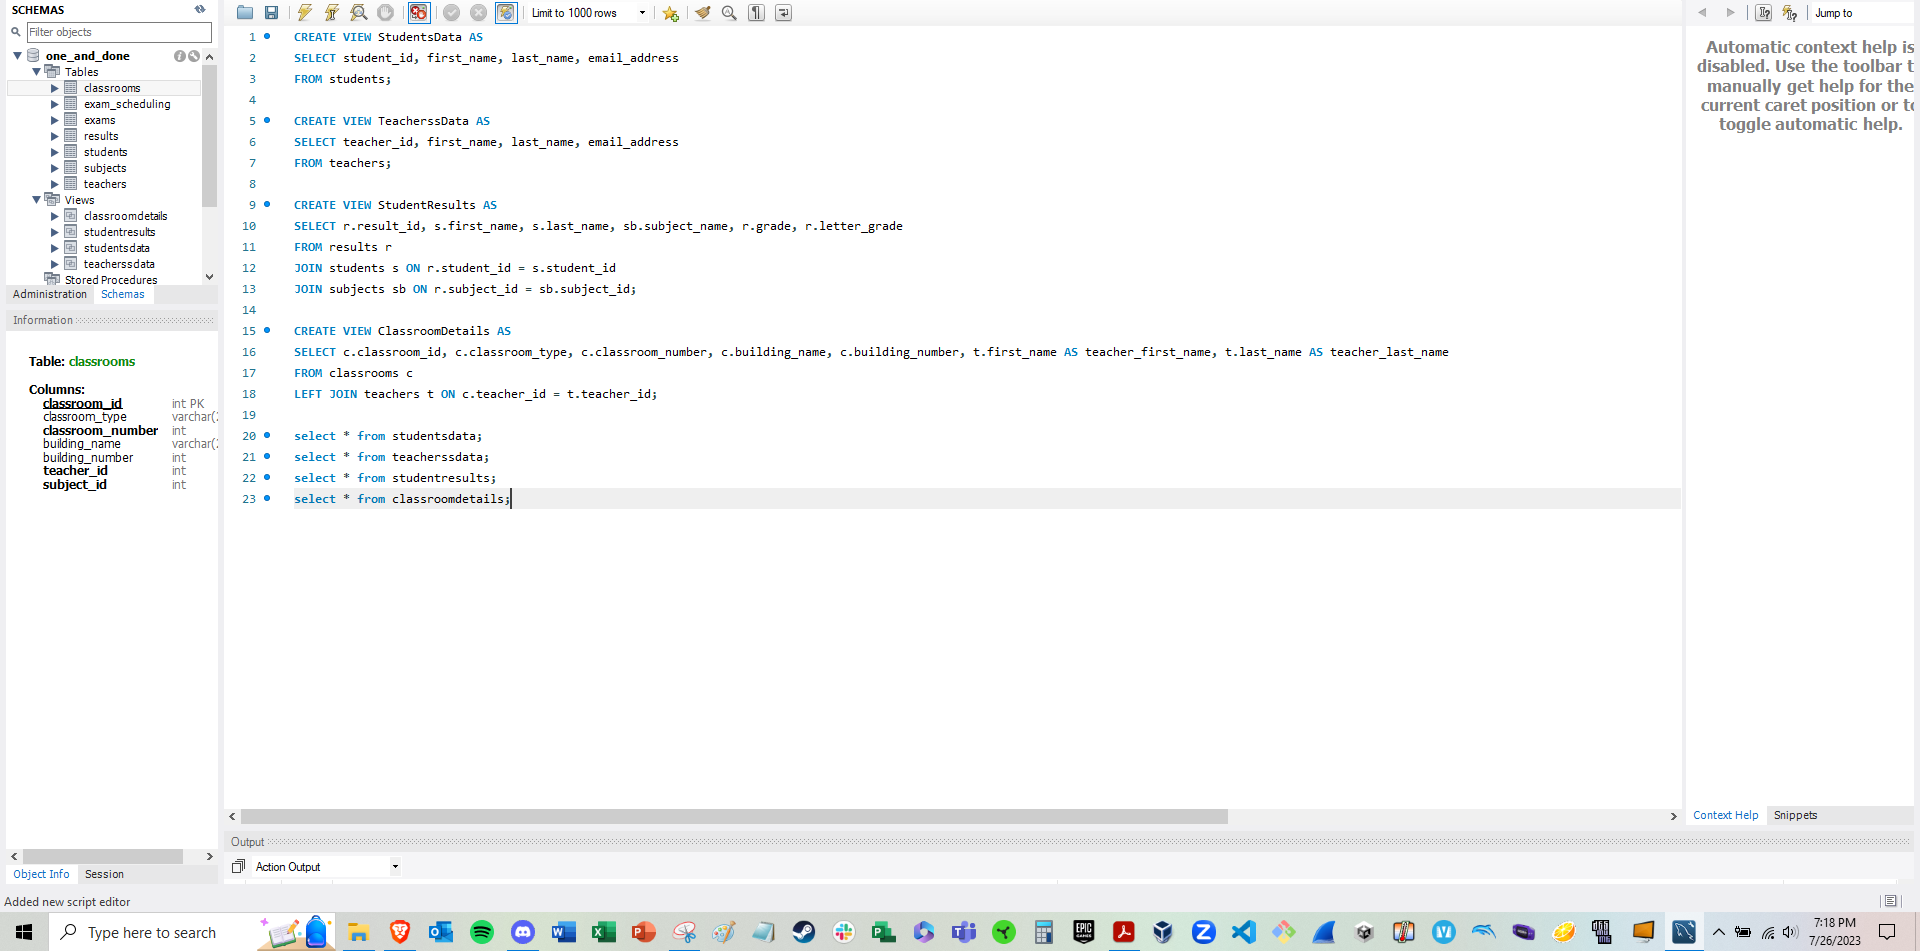 SCHEMAS
Filter objects
one_and_done
Tables
classrooms
exam_scheduling
exams
results
students
subjects
teachers
Views
classroomdetails
studentresults
studentsdata
teacherssdata
Stored Procedures
Administration Schemas
Information
Table: classrooms
Columns:
classroom_id int PK
classroom_type varchar(
classroom_number int
building_name varchar(
building_number int
teacher_id int
subject_id int
Object Info Session
Added new script editor
Limit to 1000 rows
1 CREATE VIEW StudentsData AS
2 SELECT student_id, first_name, last_name, email_address
3 FROM students;
4
5 CREATE VIEW TeacherssData AS
6 SELECT teacher_id, first_name, last_name, email_address
7 FROM teachers;
8
9 CREATE VIEW StudentResults AS
10 SELECT r.result_id, s.first_name, s.last_name, sb.subject_name, r.grade, r.letter_grade
11 FROM results r
12 JOIN students s ON r.student_id = s.student_id
13 JOIN subjects sb ON r.subject_id = sb.subject_id;
14
15 CREATE VIEW ClassroomDetails AS
16 SELECT c.classroom_id, c.classroom_type, c.classroom_number, c.building_name, c.building_number, t.first_name AS teacher_first_name, t.last_name AS teacher_last_name
17 FROM classrooms c
18 LEFT JOIN teachers t ON c.teacher_id = t.teacher_id;
19
20 select * from studentsdata;
21 select * from teacherssdata;
22 select * from studentresults;
23 select * from classroomdetails;
Output
Action Output
Jump to
Automatic context help is
disabled. Use the toolbar t
manually get help for the
current caret position or to
toggle automatic help.
Context Help Snippets
Type here to search
7:18 PM
7/26/2023